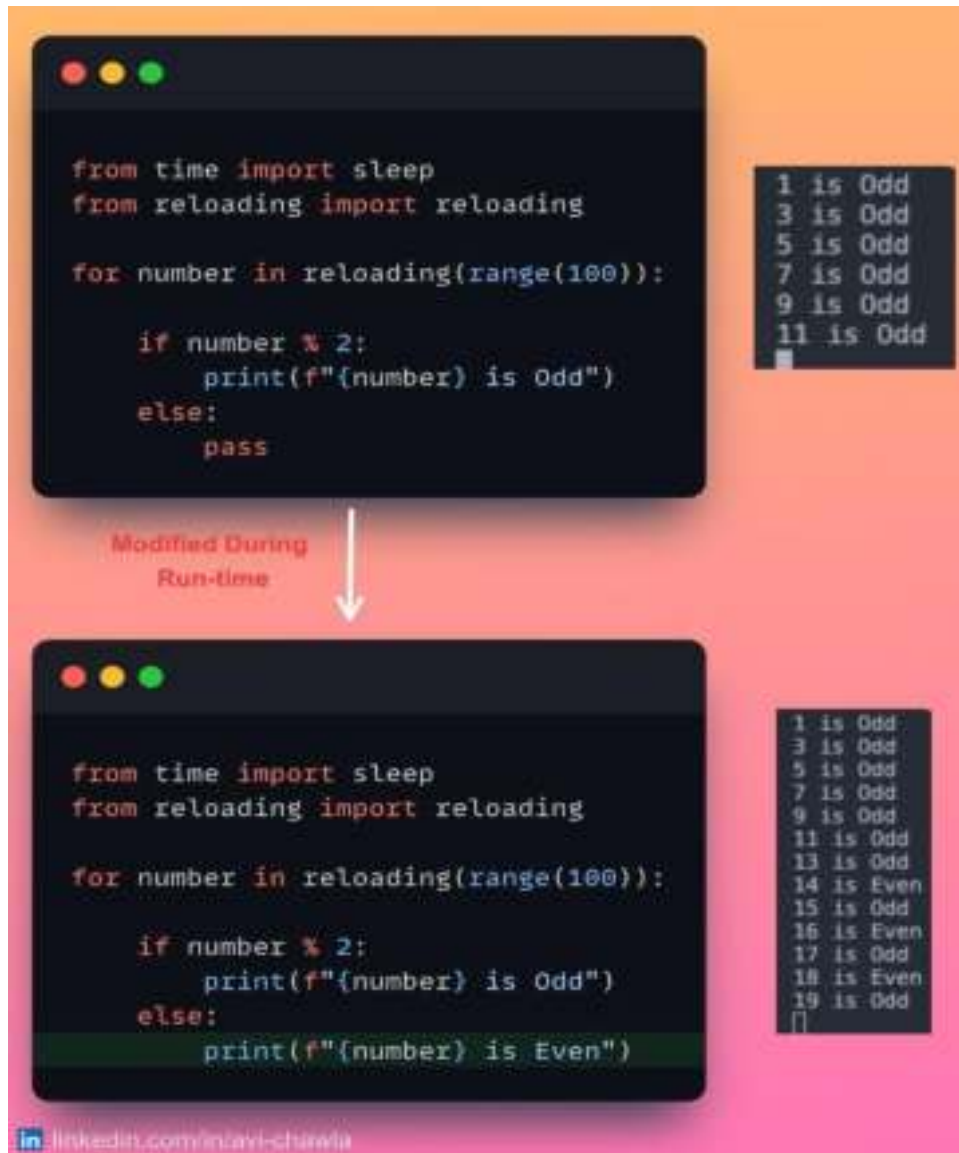 from time import sleep
from reloading import reloading
for number in reloading(range(100)):
if number % 2:
print(f"{number} is Odd")
else:
pass
1 is Odd
3 is Odd
5 is Odd
7 is Odd
9 is Odd
11 is Odd
Modified During
Run-time
from time import sleep
from reloading import reloading
for number in reloading(range(100)):
if number % 2:
print(f"{number} is Odd")
else:
print(f"{number} is Even")
1 is Odd
3 is Odd
5 is Odd
7 is Odd
9 is Odd
11 is Odd
13 is Odd
14 is Even
15 is Odd
16 is Even
17 is Odd
18 is Even
19 is Odd
in linkedin.com/in/avi-chawla